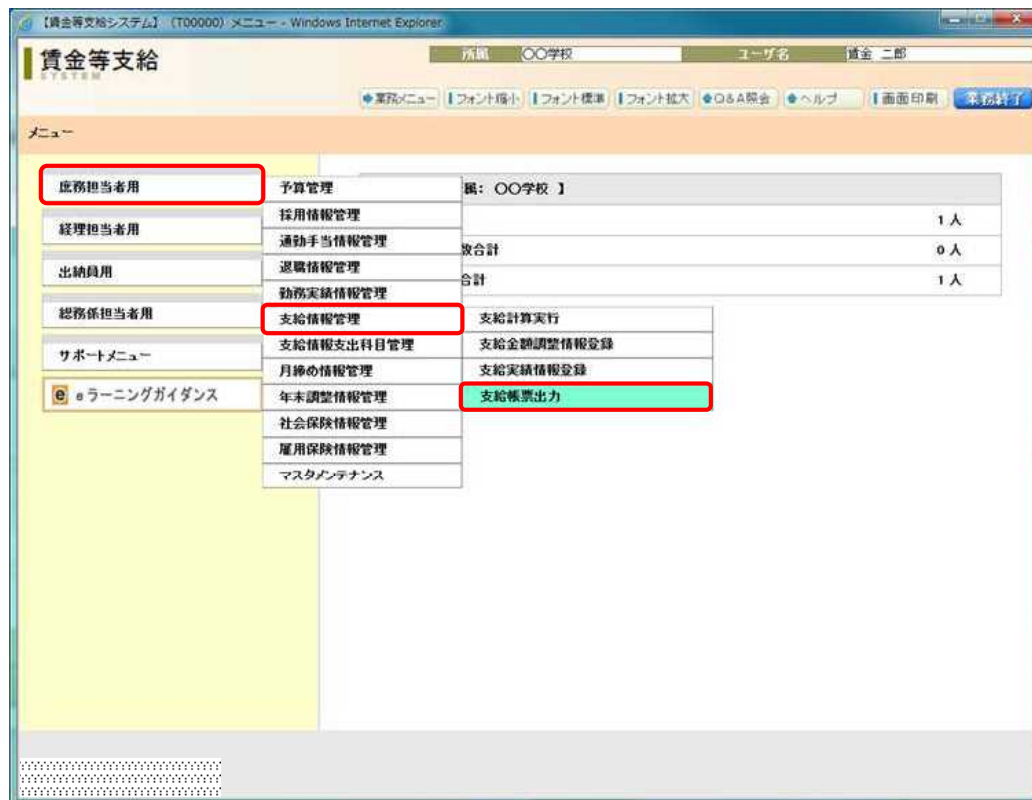 【賃金等支給システム】 (T00000) メニュー - Windows Internet Explorer
賃金等支給
SYSTEM
所属 〇〇学校 ユーザ名 賃金 二郎
業務メニュー フォント縮小 フォント標準 フォント拡大 Q&A照会 ヘルプ 画面印刷 業務終了
メニュー
庶務担当者用
経理担当者用
出納員用
総務係担当者用
サポートメニュー
e eラーニングガイダンス
予算管理
採用情報管理
通勤手当情報管理
退職情報管理
勤務実績情報管理
支給情報管理
支給情報支出科目管理
月締め情報管理
年末調整情報管理
社会保険情報管理
雇用保険情報管理
マスタメンテナンス
支給計算実行
支給金額調整情報登録
支給実績情報登録
支給帳票出力
属: 〇〇学校 】
1 人
数合計 0 人
合計 1 人